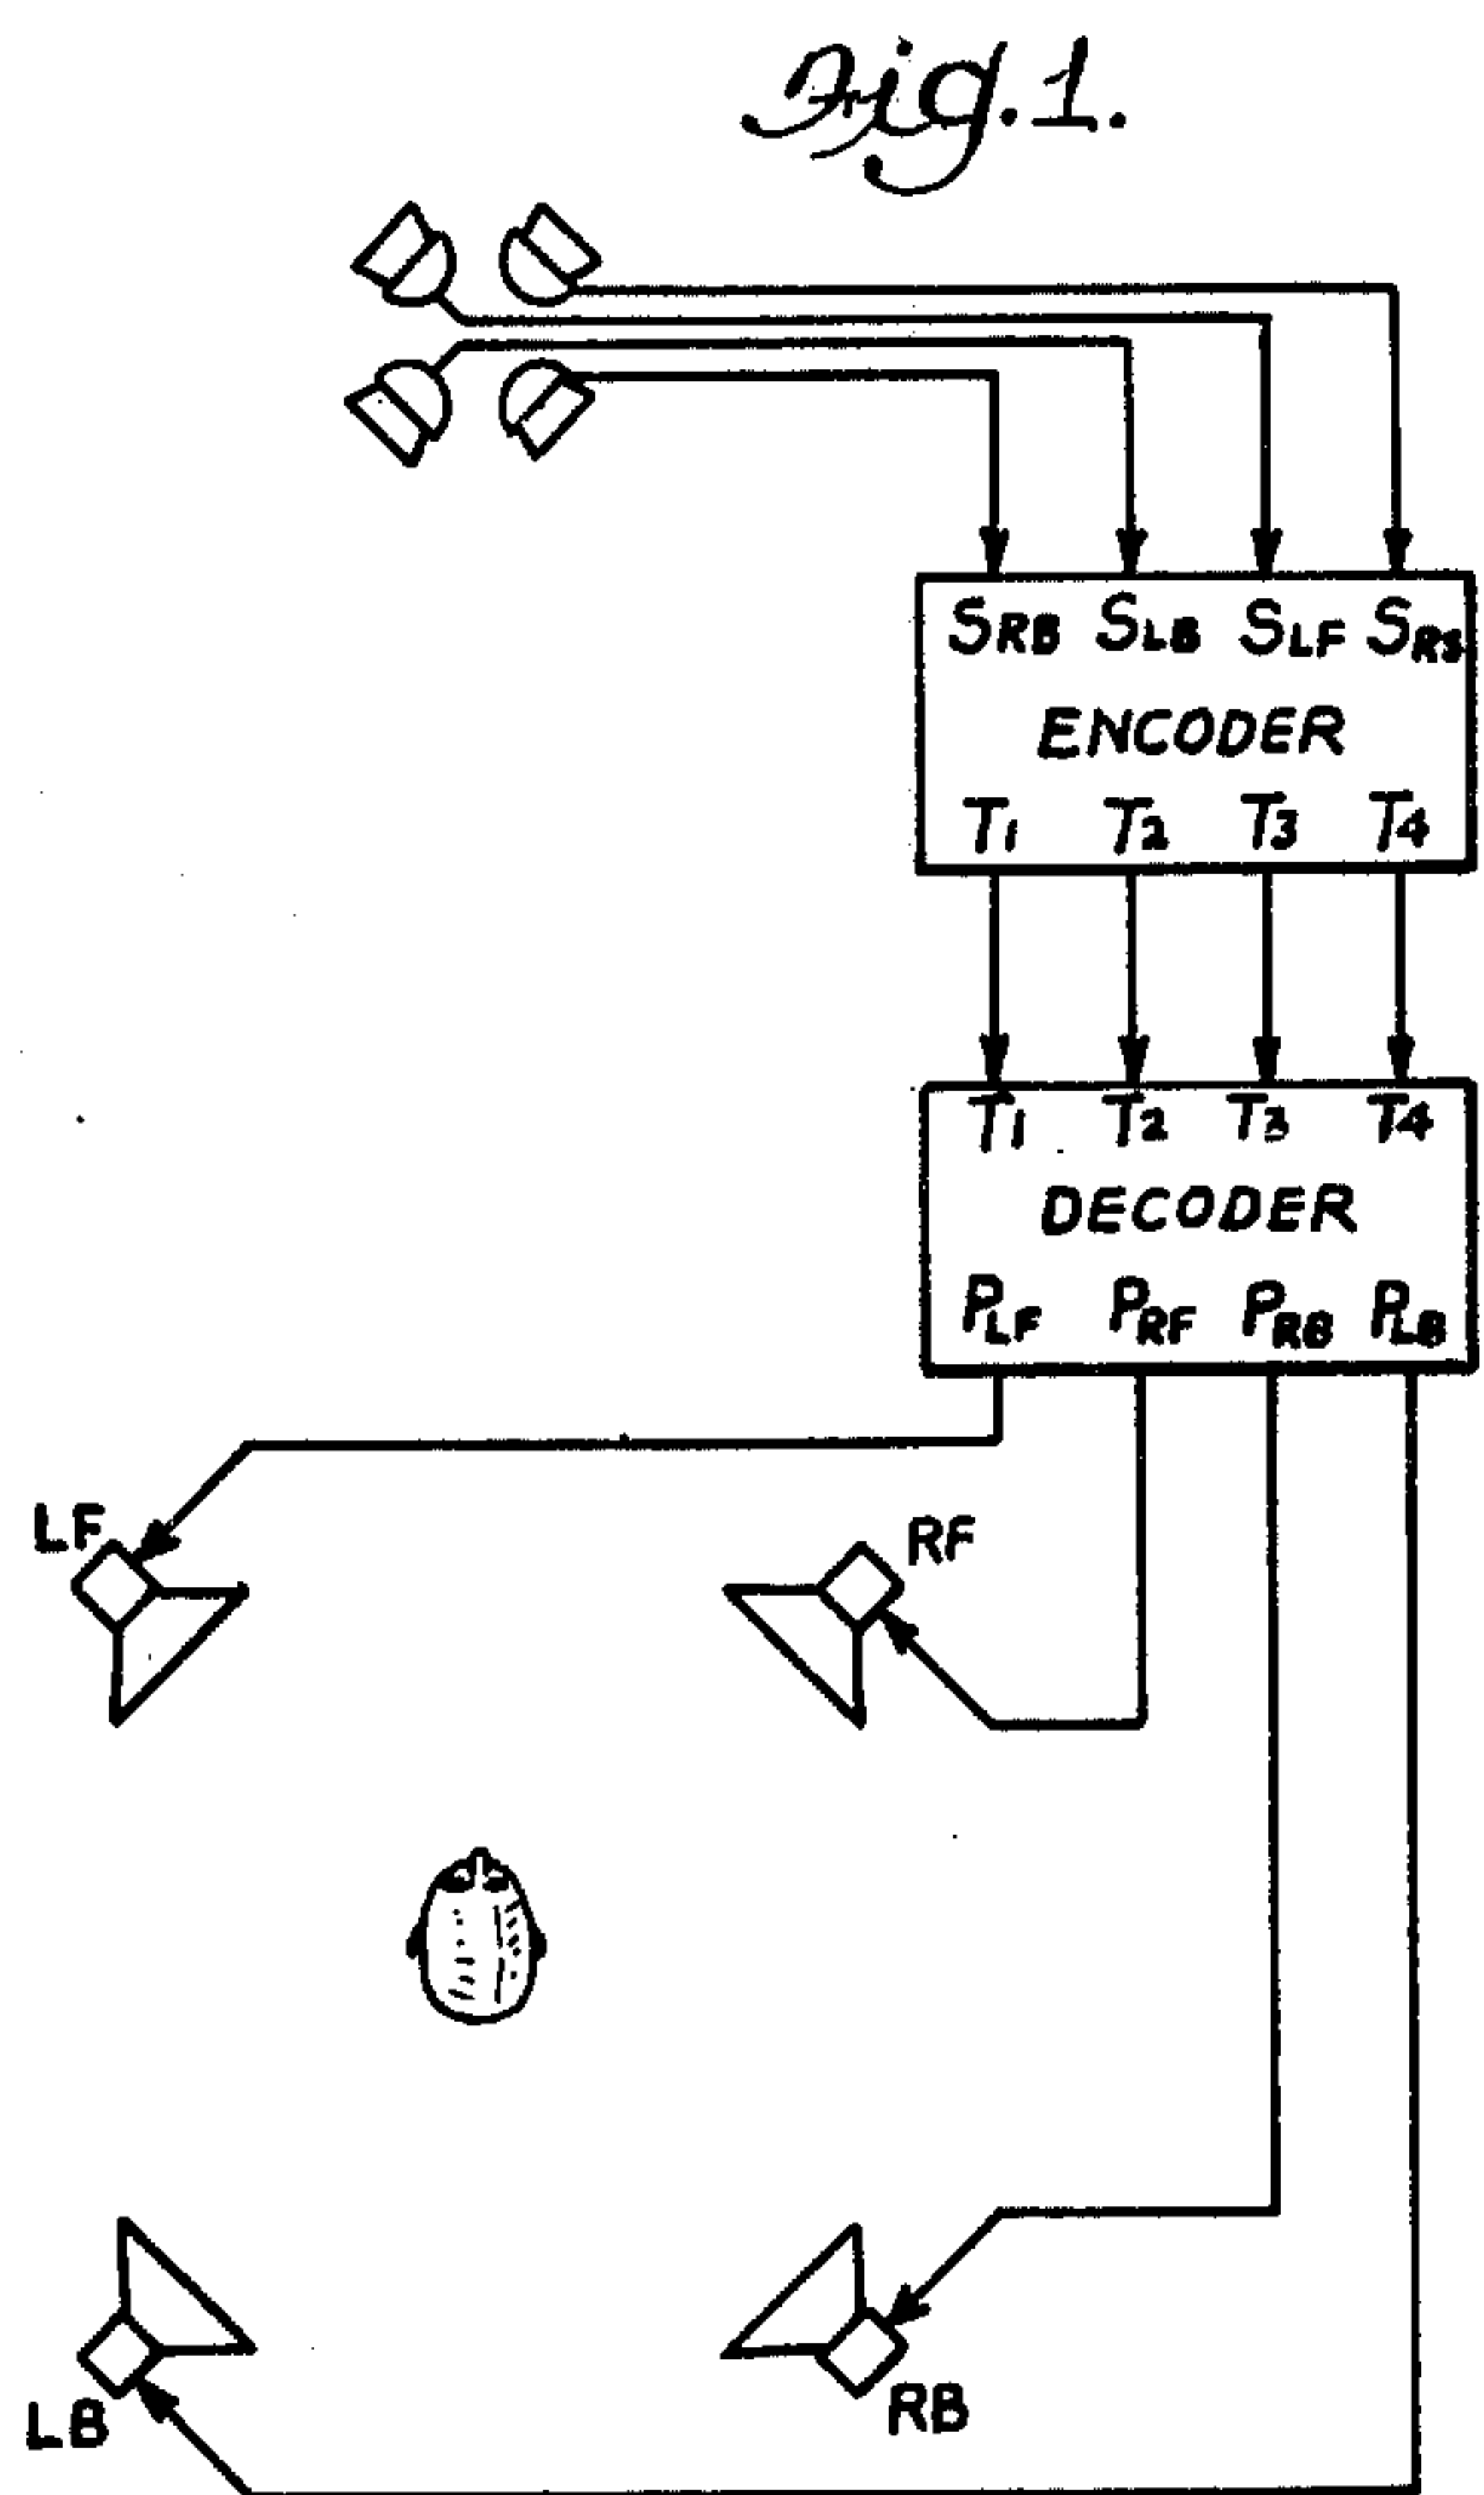 Fig. 1.
SRB SLB SLF
ENCODER
T1 T2 T3 T4
T1 T2 T3 T4
DECODER
PLF PRF PRB PLB
LF
RF
LB
RB